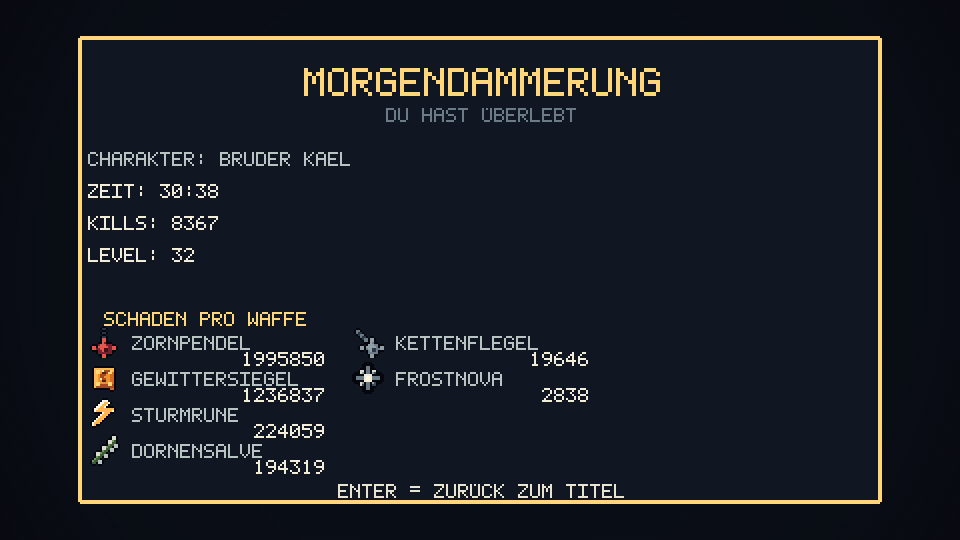 MORGENDAMMERUNG
DU HAST ÜBERLEBT
CHARAKTER: BRUDER KAEL
ZEIT: 30:38
KILLS: 8367
LEVEL: 32
SCHADEN PRO WAFFE
ZORNPENDEL
1995850
GEWITTERSIEGEL
1236837
STURMRUNE
224059
DORNENSALVE
194319
KETTENFLEGEL
19646
FROSTNOVA
2838
ENTER = ZURÜCK ZUM TITEL